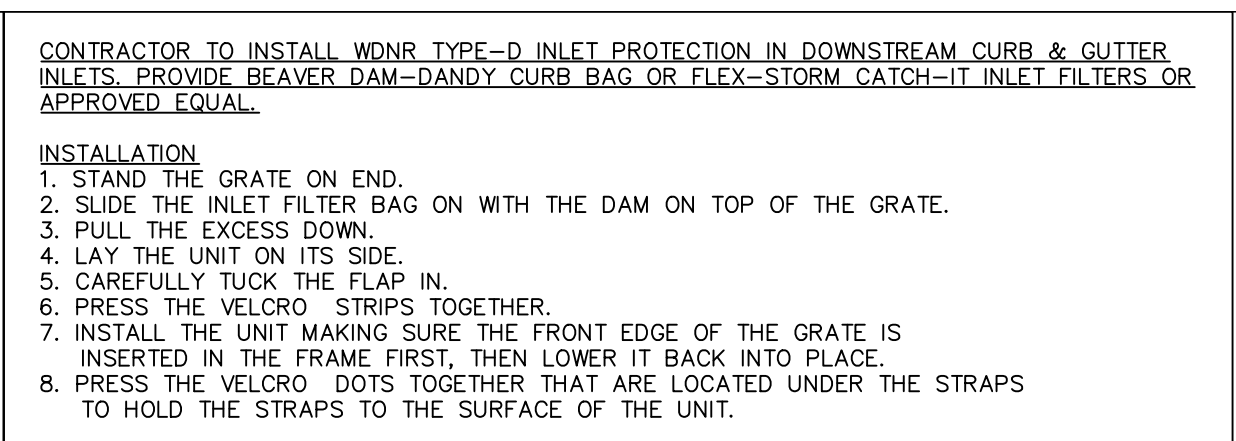 CONTRACTOR TO INSTALL WDNR TYPE-D INLET PROTECTION IN DOWNSTREAM CURB & GUTTER
INLETS. PROVIDE BEAVER DAM-DANDY CURB BAG OR FLEX-STORM CATCH-IT INLET FILTERS OR
APPROVED EQUAL.
INSTALLATION
1. STAND THE GRATE ON END.
2. SLIDE THE INLET FILTER BAG ON WITH THE DAM ON TOP OF THE GRATE.
3. PULL THE EXCESS DOWN.
4. LAY THE UNIT ON ITS SIDE.
5. CAREFULLY TUCK THE FLAP IN.
6. PRESS THE VELCRO STRIPS TOGETHER.
7. INSTALL THE UNIT MAKING SURE THE FRONT EDGE OF THE GRATE IS
INSERTED IN THE FRAME FIRST, THEN LOWER IT BACK INTO PLACE.
8. PRESS THE VELCRO DOTS TOGETHER THAT ARE LOCATED UNDER THE STRAPS
TO HOLD THE STRAPS TO THE SURFACE OF THE UNIT.